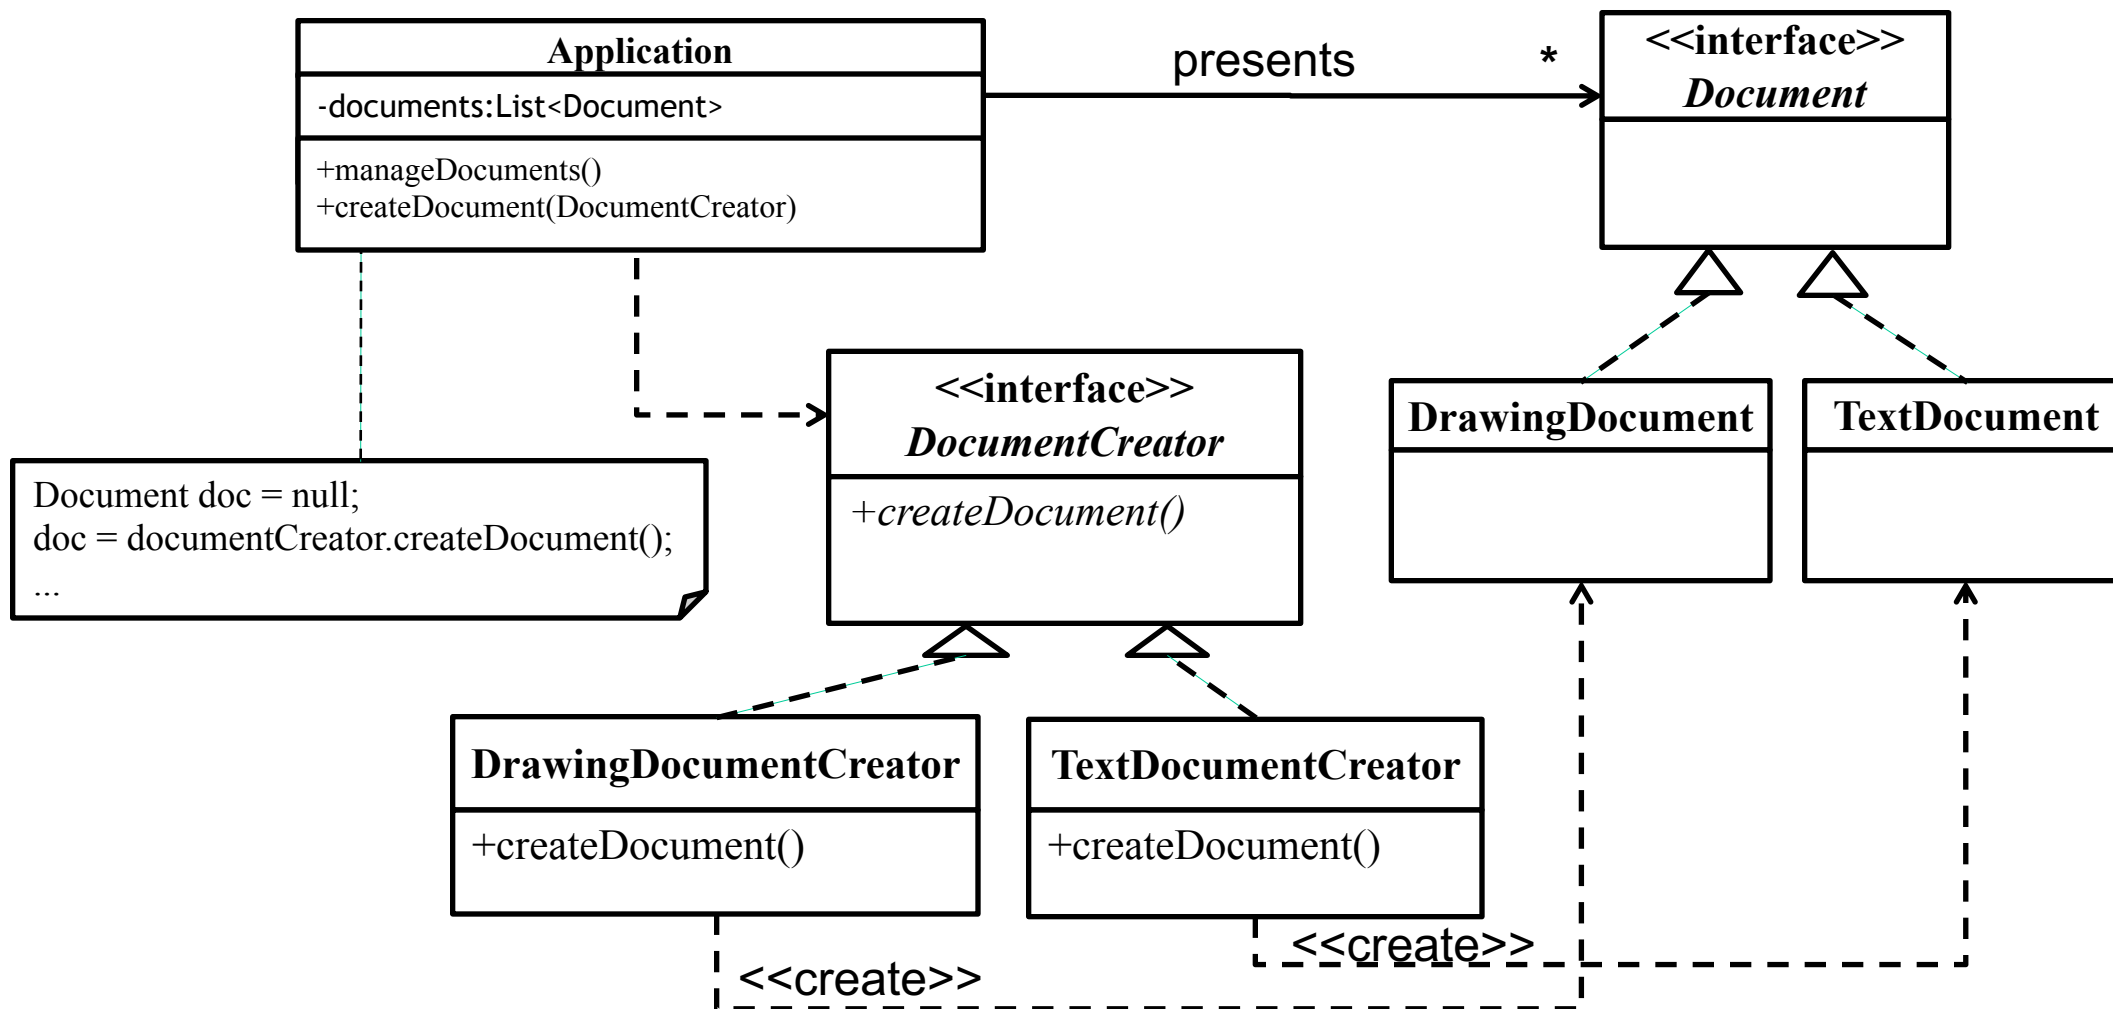 Application
-documents:List<Document>
+manageDocuments()
+createDocument(DocumentCreator)
presents
*
<<interface>>
Document
<<interface>>
DocumentCreator
+createDocument()
DrawingDocument
TextDocument
Document doc = null;
doc = documentCreator.createDocument();
...
DrawingDocumentCreator
+createDocument()
TextDocumentCreator
+createDocument()
<<create>>
<<create>>